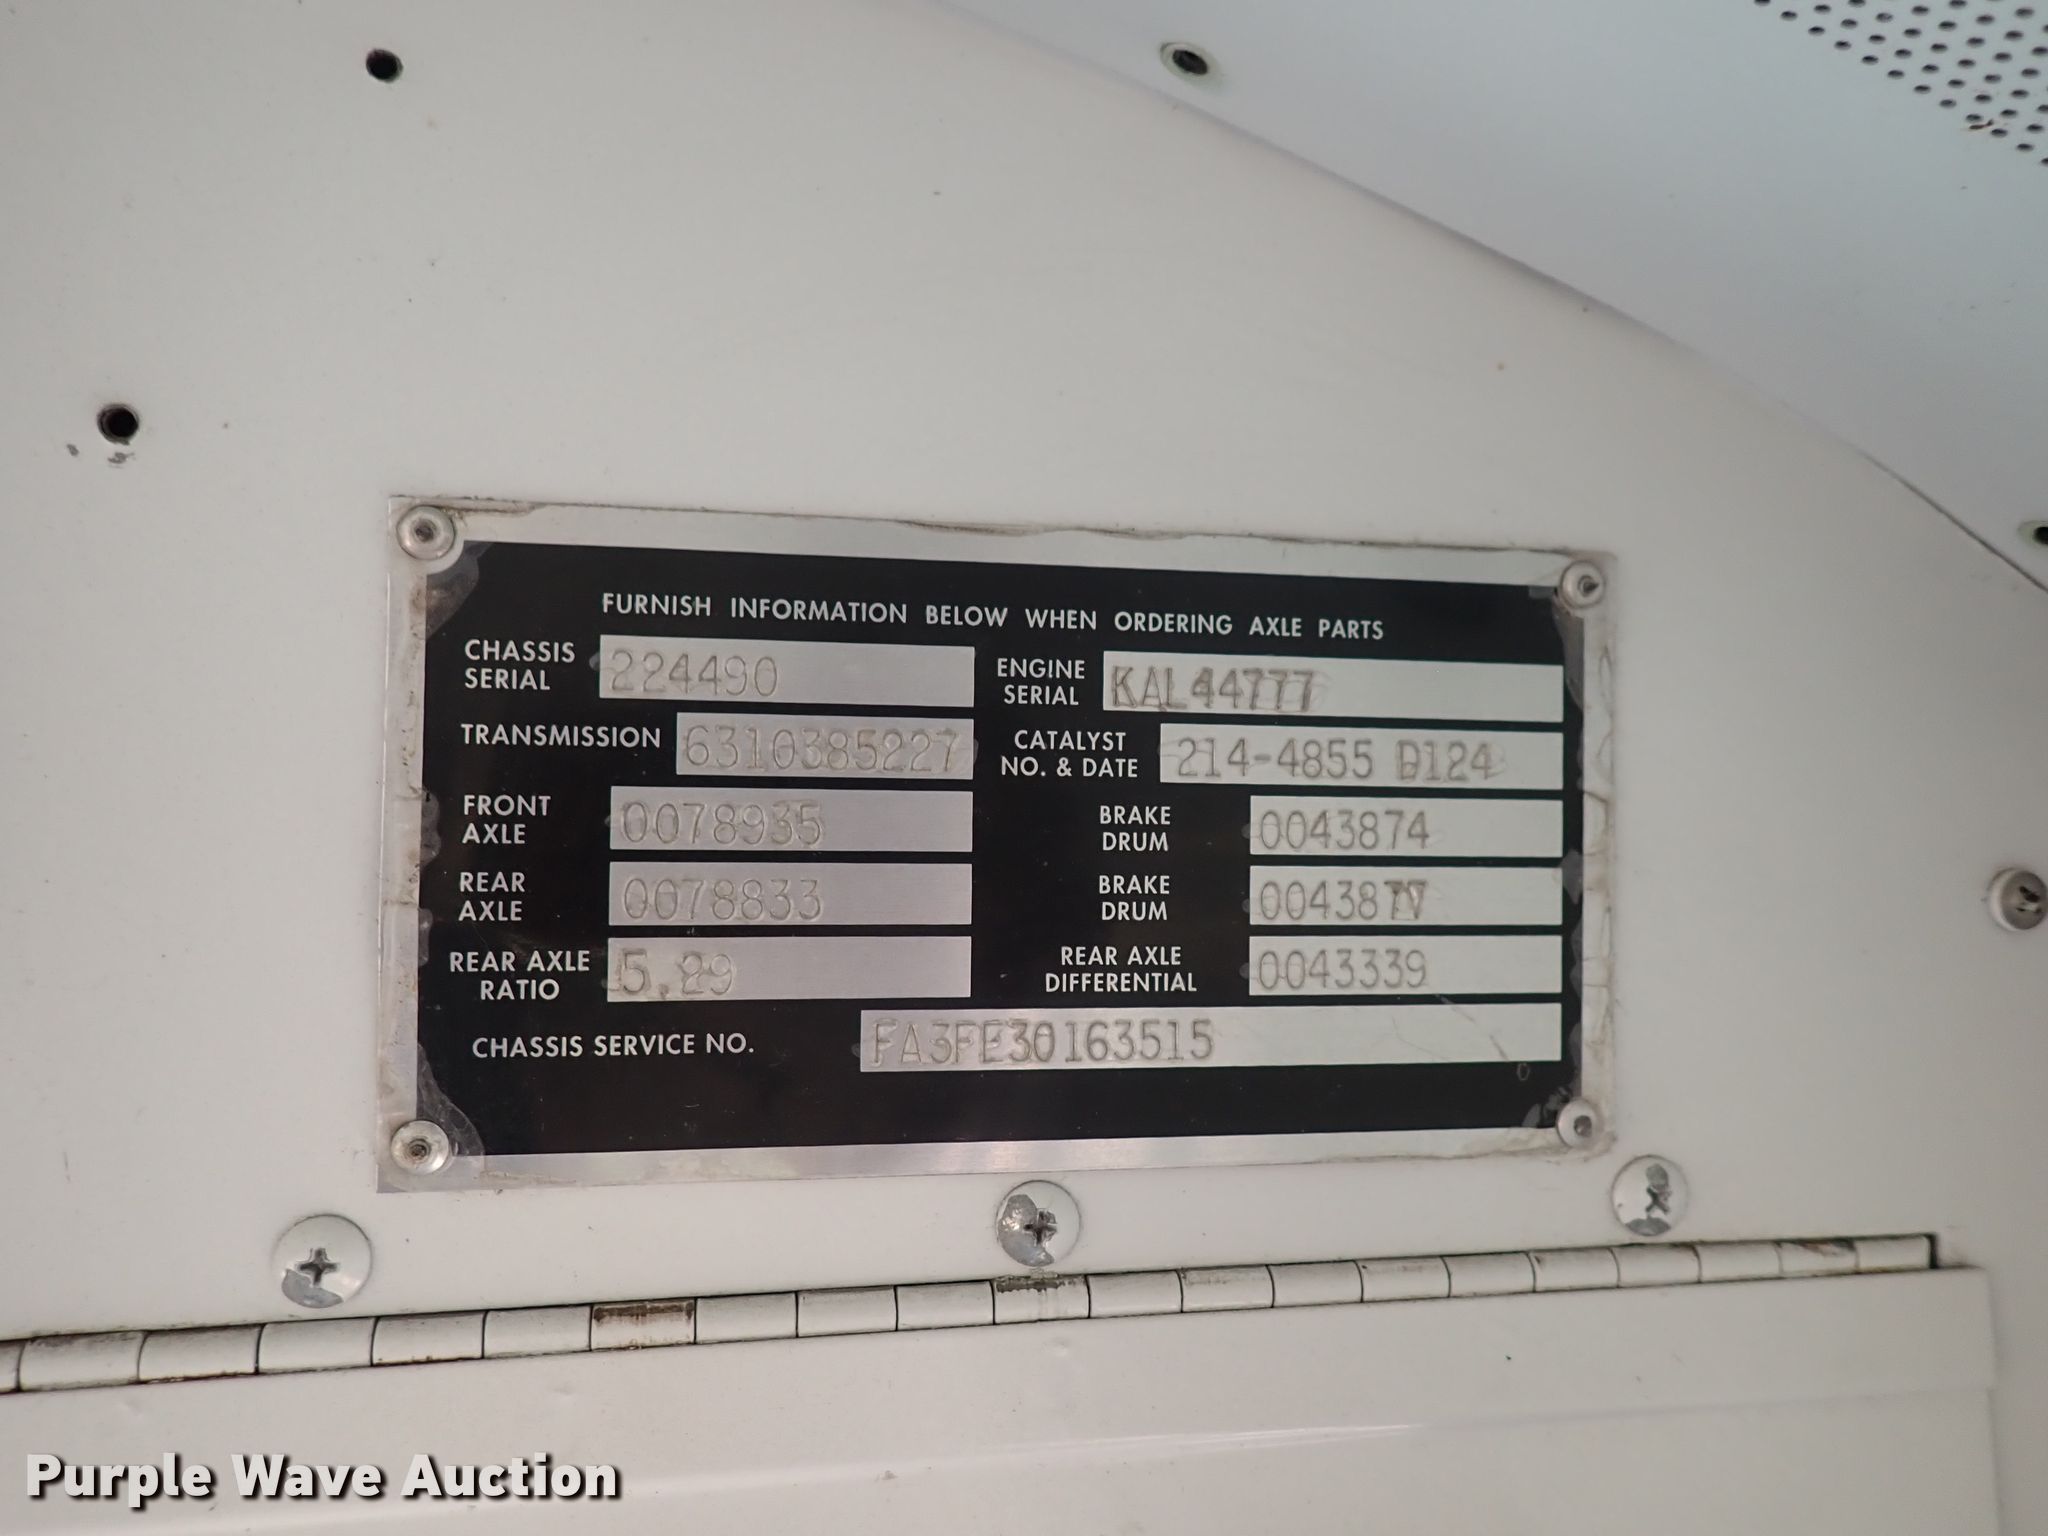 FURNISH INFORMATION BELOW WHEN ORDERING AXLE PARTS
CHASSIS SERIAL 224490
ENGINE SERIAL KAL44777
TRANSMISSION 6310385227
CATALYST NO. & DATE 214-4855 D124
FRONT AXLE 0078935
BRAKE DRUM 0043874
REAR AXLE 0078833
BRAKE DRUM
REAR AXLE RATIO 5.29
REAR AXLE DIFFERENTIAL 0043339
CHASSIS SERVICE NO. FA3PE30163515
Purple Wave Auction